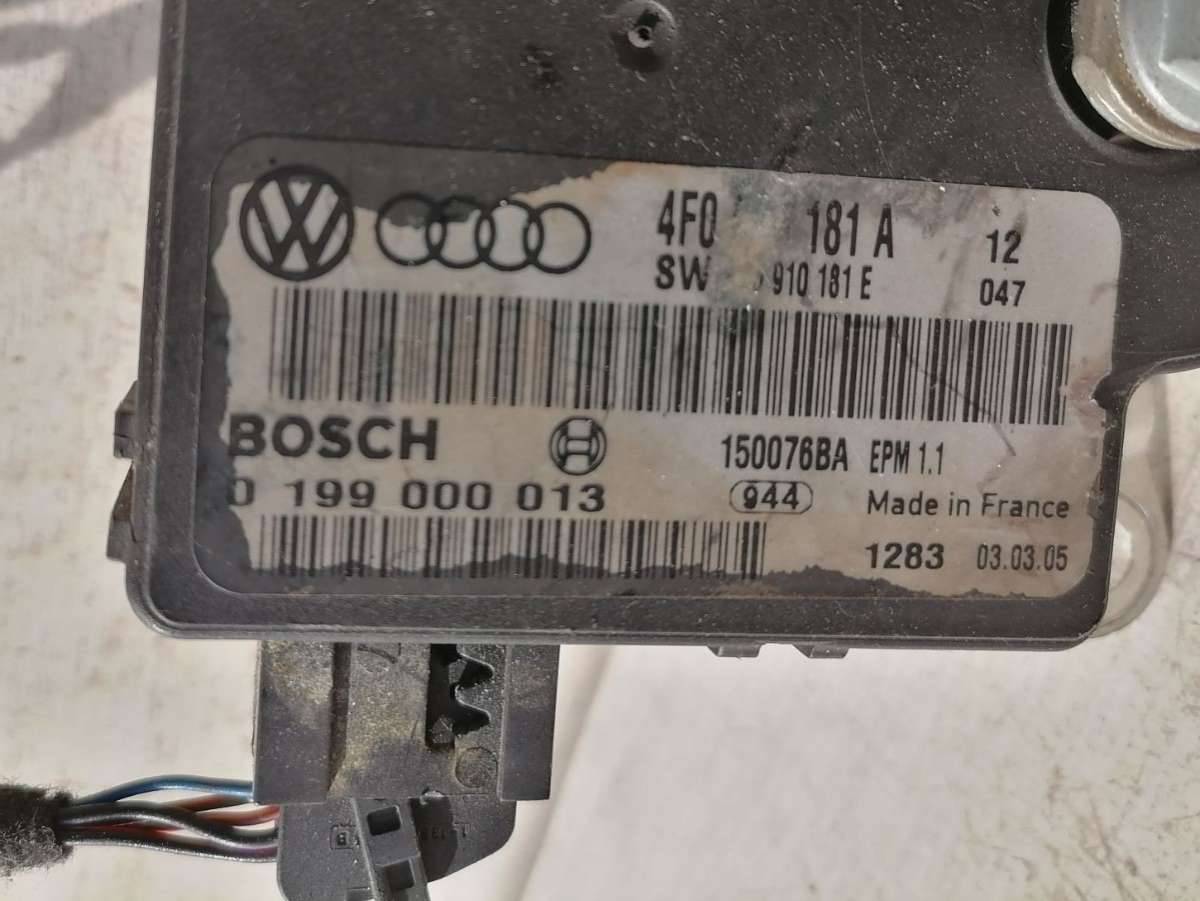 4F0 181 A 12
SW 910 181 E 047
BOSCH 150076BA EPM 1.1
0 199 000 013 944 Made in France
1283 03.03.05